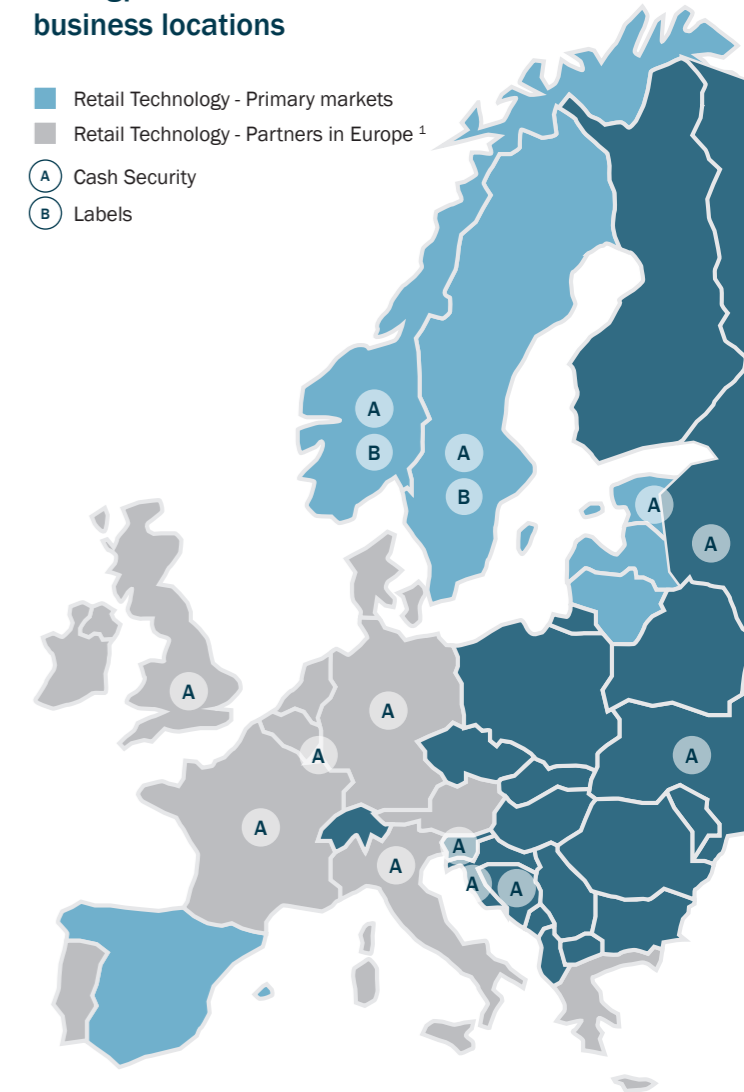 business locations
Retail Technology - Primary markets
Retail Technology - Partners in Europe 1
A Cash Security
B Labels
A
B
A
B
A
A
A
A
A
A
A
A
A
A
A